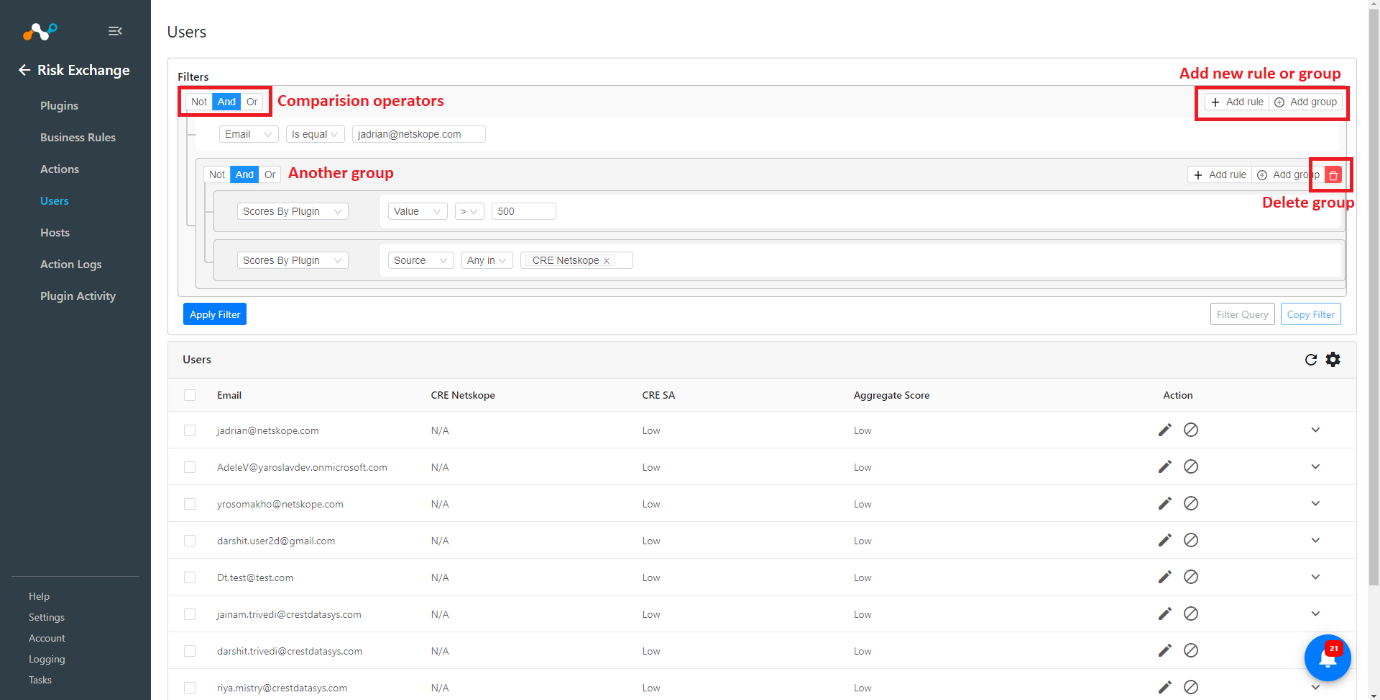 Risk Exchange
Plugins
Business Rules
Actions
Users
Hosts
Action Logs
Plugin Activity
Help
Settings
Account
Logging
Tasks
Users
Filters
Add new rule or group
Not And Or Comparision operators + Add rule Add group
Email Is equal jadrian@netskope.com
Not And Or Another group + Add rule Add group
Delete group
Scores By Plugin Value > 500
Scores By Plugin Source Any in CRE Netskope x
Apply Filter Filter Query Copy Filter
Users
Email CRE Netskope CRE SA Aggregate Score Action
jadrian@netskope.com N/A Low Low
AdeleV@yaroslavdev.onmicrosoft.com N/A Low Low
yrosomakho@netskope.com N/A Low Low
darshit.user2d@gmail.com N/A Low Low
Dt.test@test.com N/A Low Low
jainam.trivedi@crestdatasys.com N/A Low Low
darshit.trivedi@crestdatasys.com N/A Low Low
21
riya.mistry@crestdatasys.com N/A Low Low